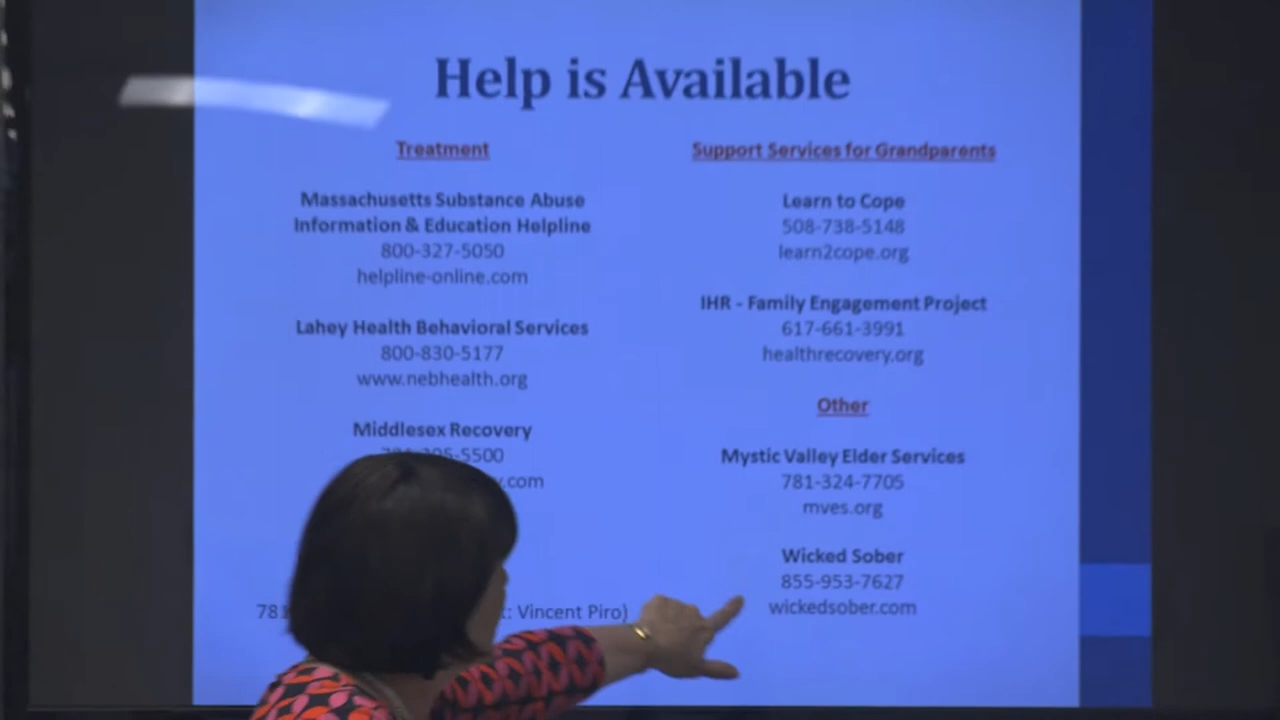 Help is Available
Treatment
Massachusetts Substance Abuse
Information & Education Helpline
800-327-5050
helpline-online.com
Lahey Health Behavioral Services
800-830-5177
www.nebhealth.org
Middlesex Recovery
5500
.com
781
: Vincent Piro)
Support Services for Grandparents
Learn to Cope
508-738-5148
learn2cope.org
IHR - Family Engagement Project
617-661-3991
healthrecovery.org
Other
Mystic Valley Elder Services
781-324-7705
mves.org
Wicked Sober
855-953-7627
wickedsober.com